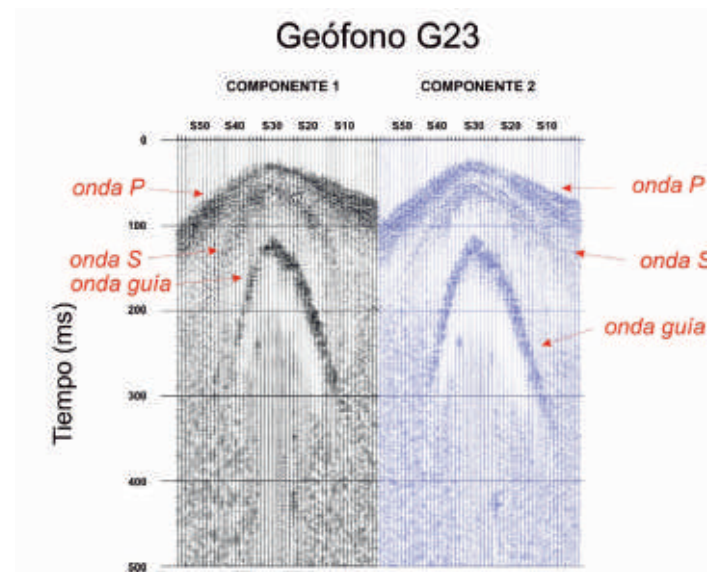 Geófono G23
COMPONENTE 1 COMPONENTE 2
S50 S40 S30 S20 S10 S50 S40 S30 S20 S10
0
onda P onda P
100
onda S onda S
onda guía
200
onda guía
300
400
500
Tiempo (ms)